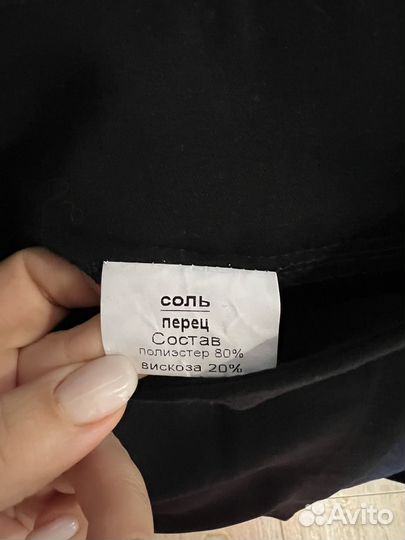 соль
перец
Состав
полиэстер 80%
вискоза 20%
Avito